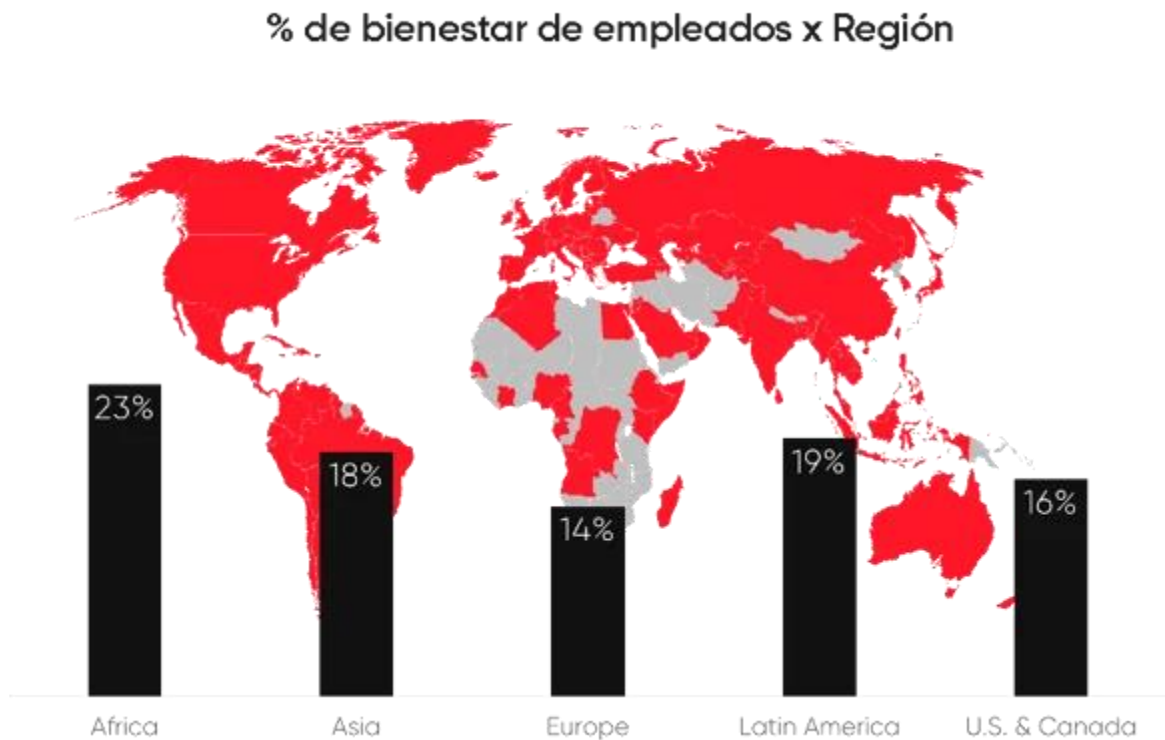 % de bienestar de empleados x Región
23%
18%
14%
19%
16%
Africa
Asia
Europe
Latin America
U.S. & Canada